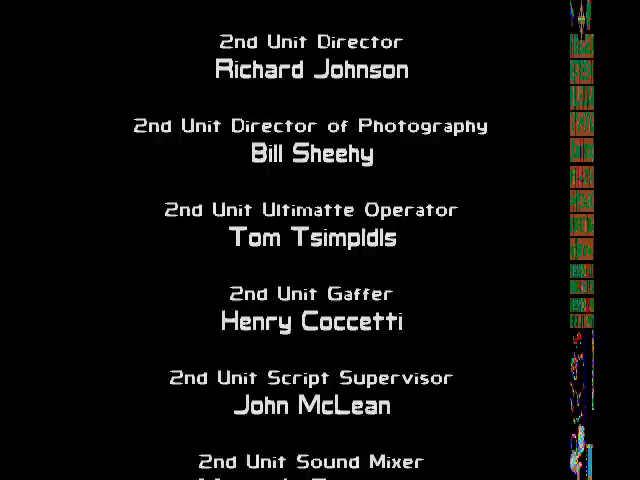 2nd Unit Director
Richard Johnson
2nd Unit Director of Photography
Bill Sheehy
2nd Unit Ultimatte Operator
Tom Tsimpldls
2nd Unit Gaffer
Henry Coccetti
2nd Unit Script Supervisor
John McLean
2nd Unit Sound Mixer